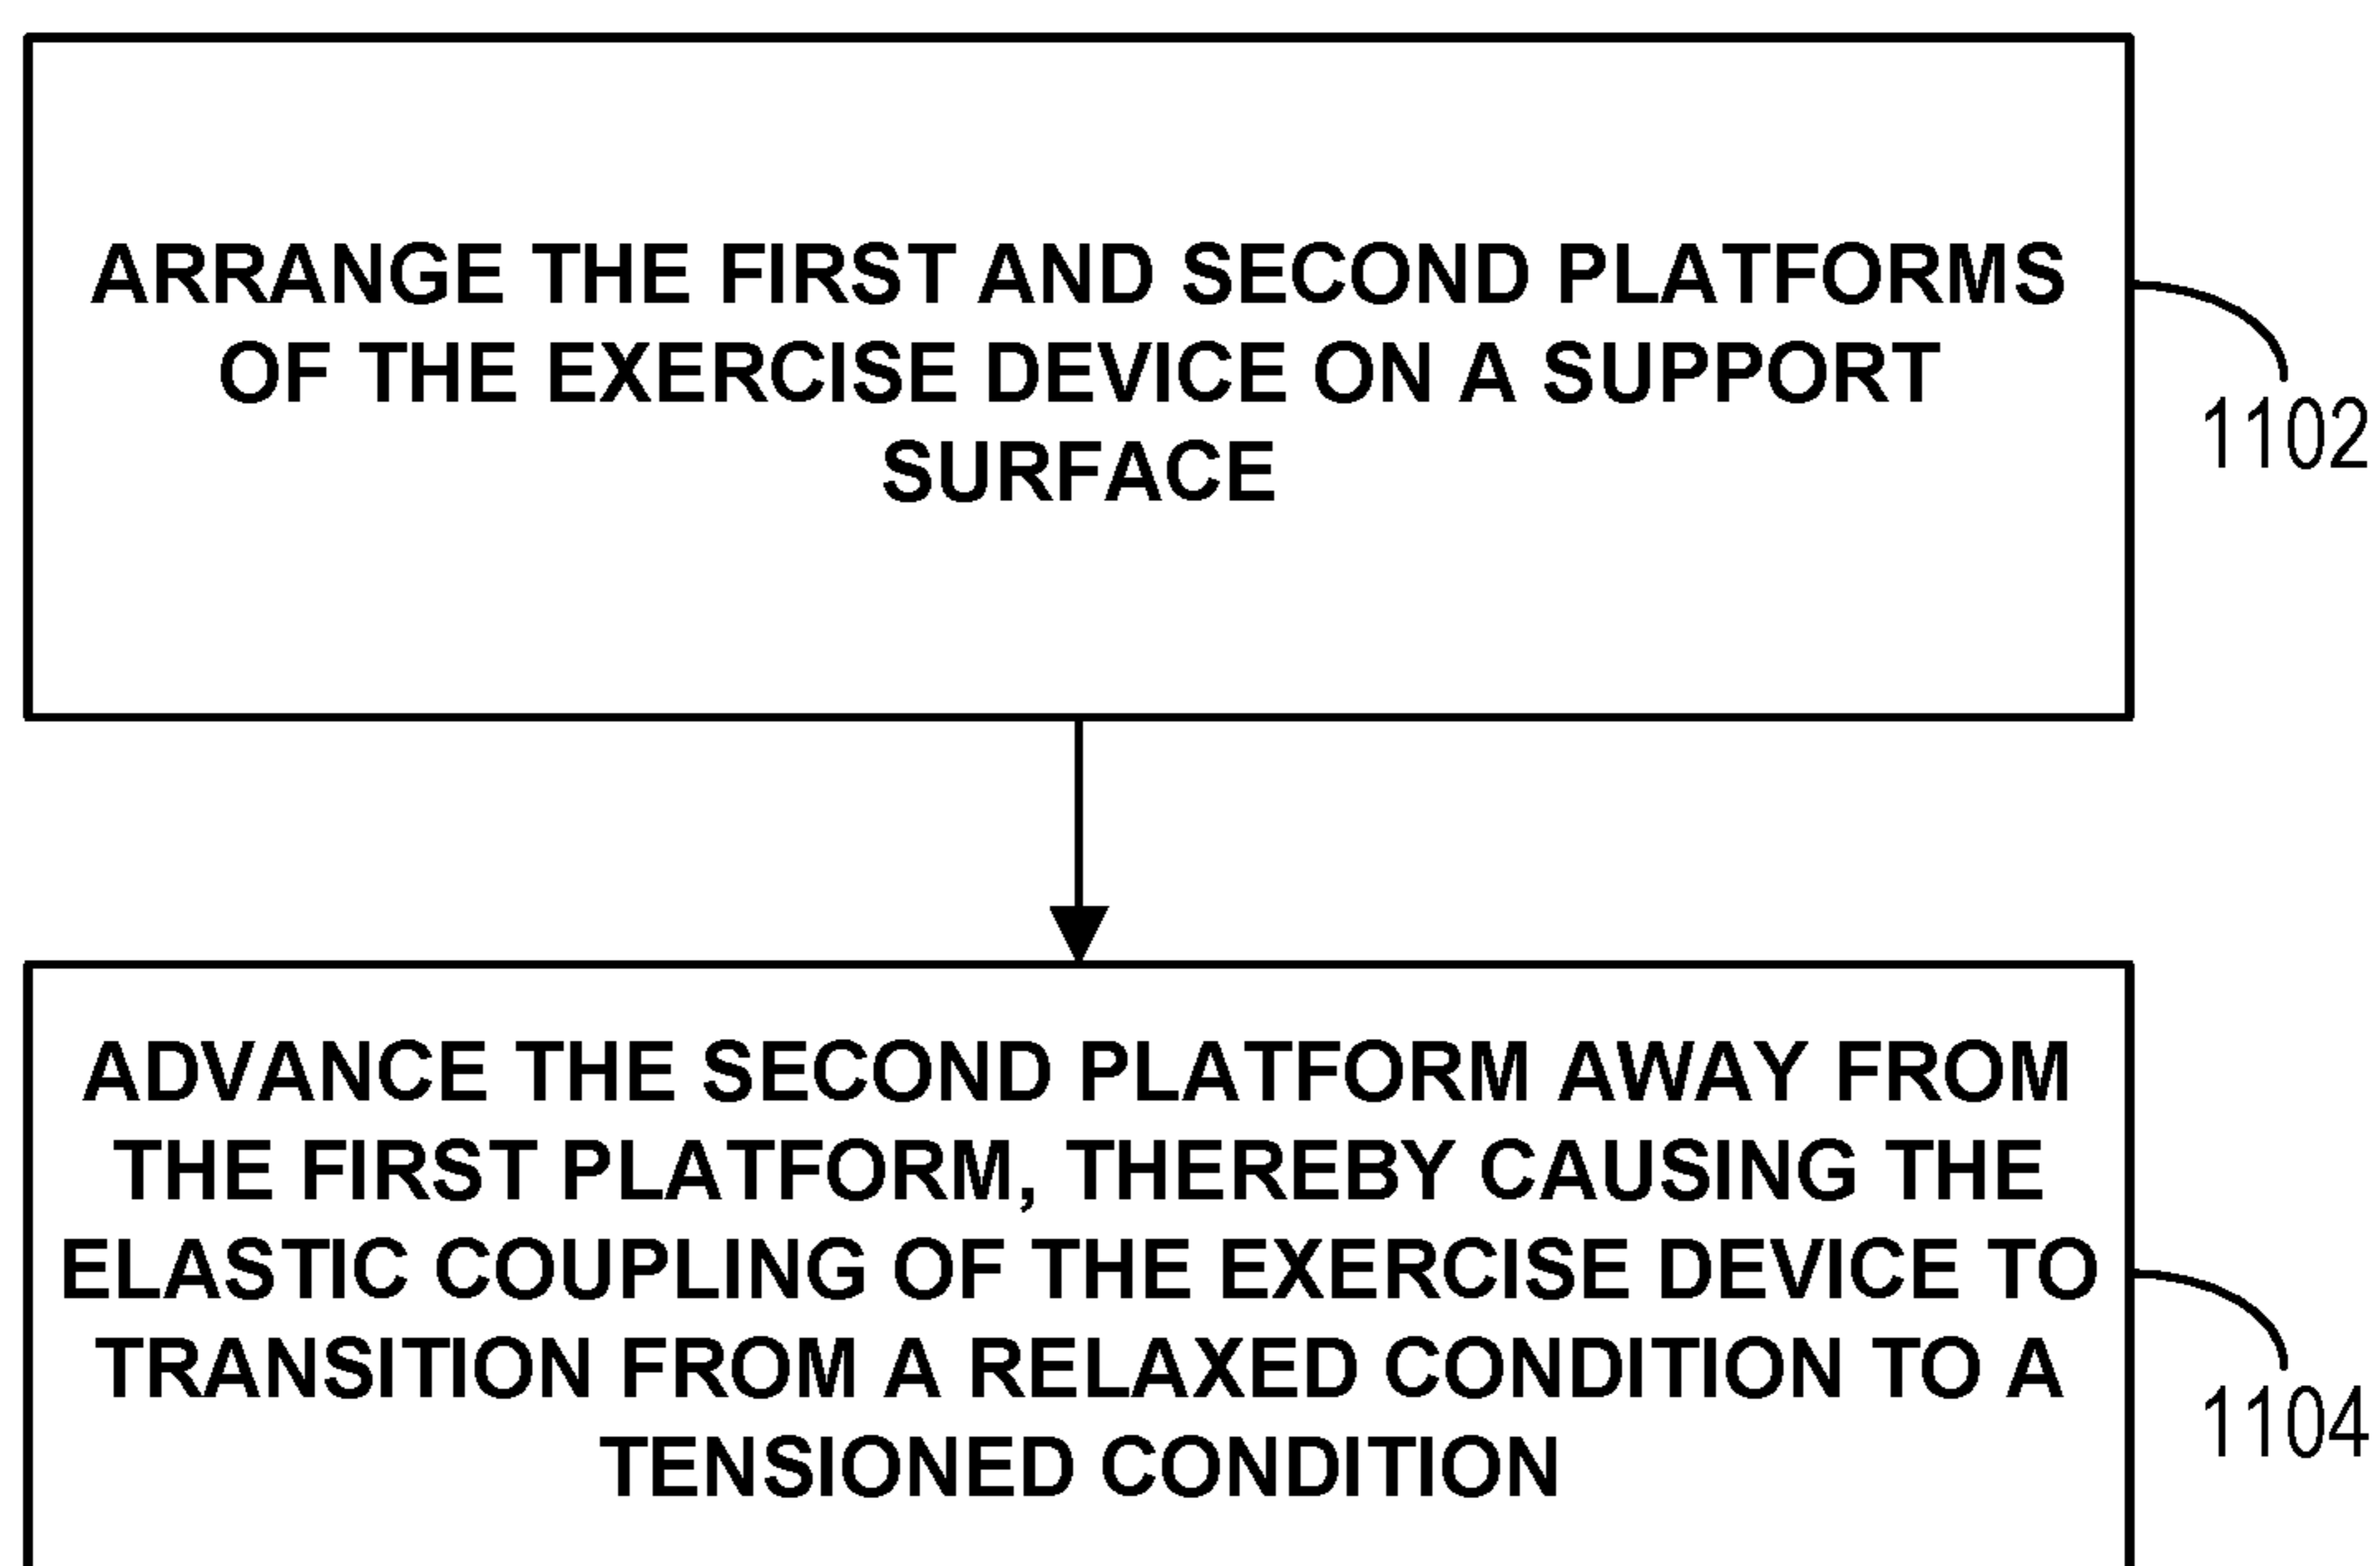 ARRANGE THE FIRST AND SECOND PLATFORMS
OF THE EXERCISE DEVICE ON A SUPPORT
SURFACE
1102
ADVANCE THE SECOND PLATFORM AWAY FROM
THE FIRST PLATFORM, THEREBY CAUSING THE
ELASTIC COUPLING OF THE EXERCISE DEVICE TO
TRANSITION FROM A RELAXED CONDITION TO A
TENSIONED CONDITION
1104